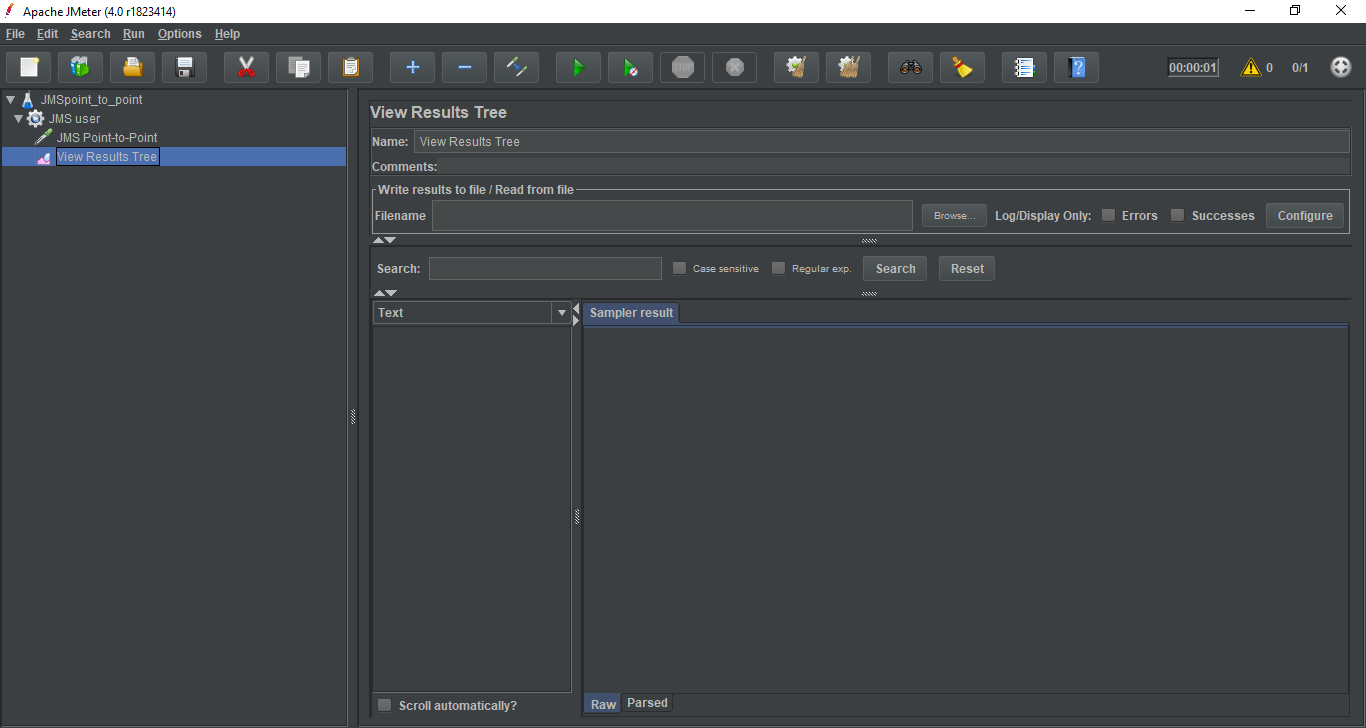 Apache JMeter (4.0 r1823414)
File Edit Search Run Options Help
STOP
?
00:00:01
0
0/1
JMSpoint_to_point
JMS user
JMS Point-to-Point
View Results Tree
View Results Tree
Name: View Results Tree
Comments:
Write results to file / Read from file
Filename Browse... Log/Display Only: Errors Successes Configure
Search: Case sensitive Regular exp. Search Reset
Text
Sampler result
Scroll automatically?
Raw Parsed